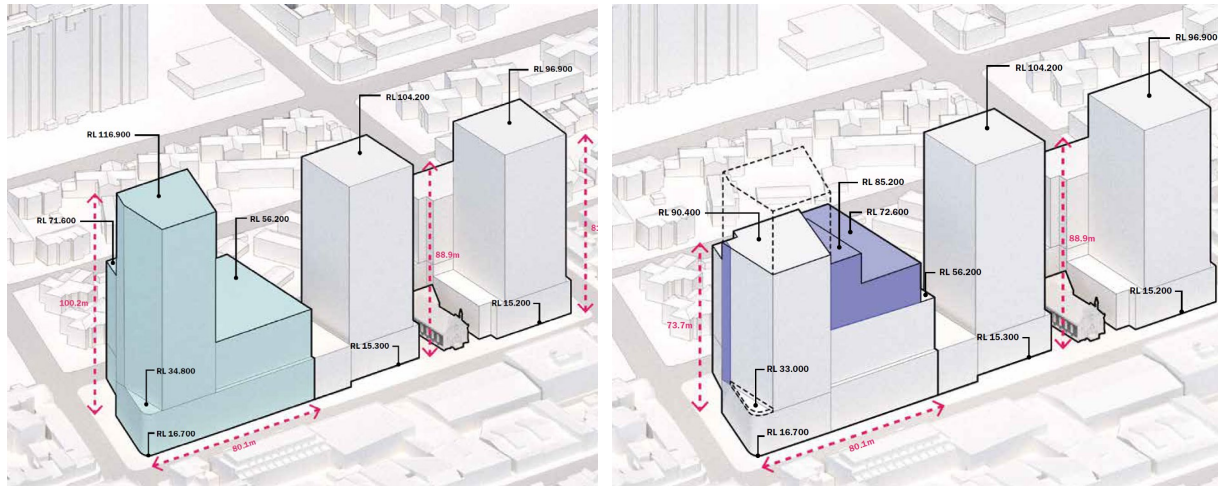 RL 96.900
RL 104.200
RL 116.900
RL 71.600
RL 56.200
88.9m
100.2m
RL 15.200
RL 15.300
RL 34.800
RL 16.700
80.1m
RL 96.900
RL 104.200
RL 85.200
RL 90.400
RL 72.600
88.9m
RL 56.200
RL 15.200
73.7m
RL 15.300
RL 33.000
RL 16.700
80.1m